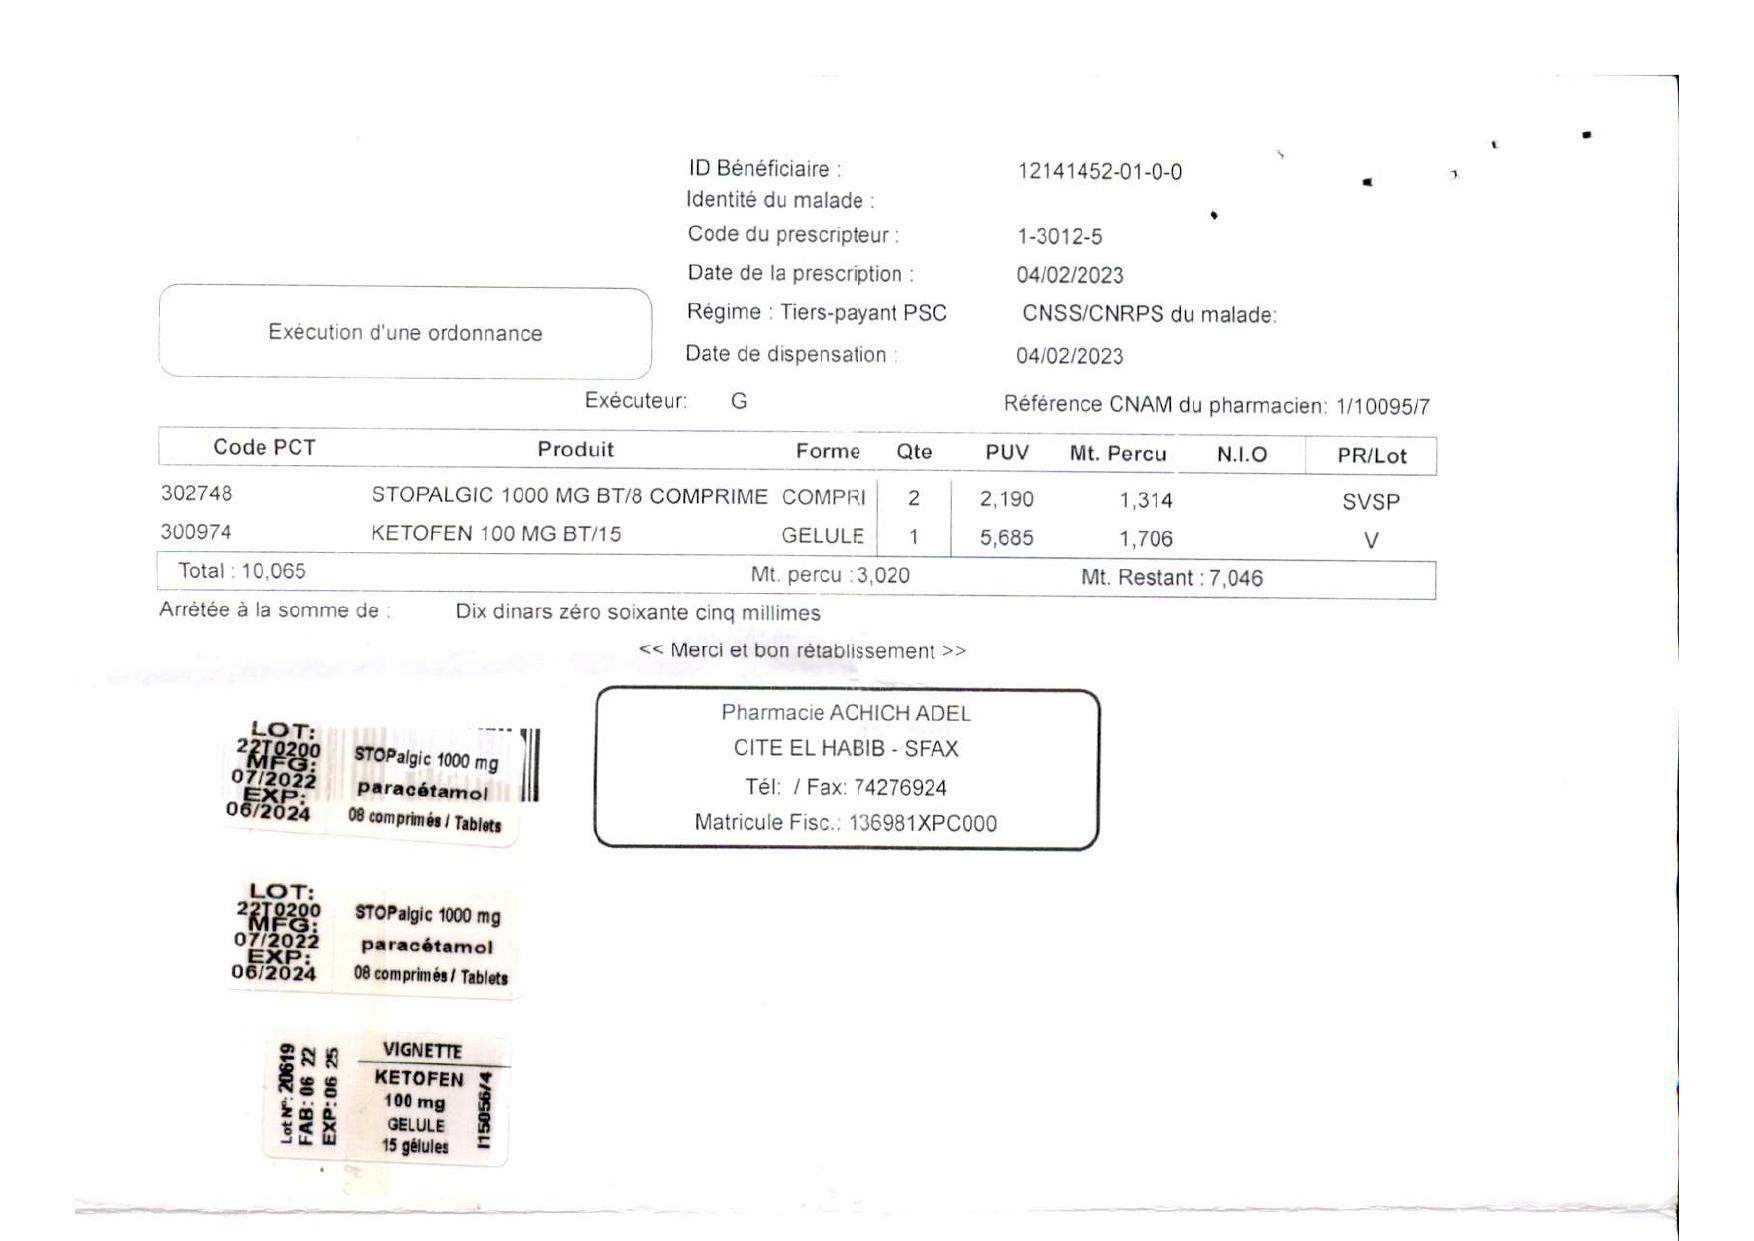 ID Bénéficiaire : 12141452-01-0-0
Identité du malade :
Code du prescripteur : 1-3012-5
Date de la prescription : 04/02/2023
Régime : Tiers-payant PSC CNSS/CNRPS du malade:
Exécution d'une ordonnance
Date de dispensation : 04/02/2023
Exécuteur: G Référence CNAM du pharmacien: 1/10095/7
Code PCT Produit Forme Qte PUV Mt. Percu N.I.O PR/Lot
302748 STOPALGIC 1000 MG BT/8 COMPRIME COMPRI 2 2,190 1,314 SVSP
300974 KETOFEN 100 MG BT/15 GELULE 1 5,685 1,706 V
Total : 10,065 Mt. percu :3,020 Mt. Restant : 7,046
Arrêtée à la somme de : Dix dinars zéro soixante cinq millimes
<< Merci et bon rétablissement >>
Pharmacie ACHICH ADEL
CITE EL HABIB - SFAX
Tél: / Fax: 74276924
Matricule Fisc.: 136981XPC000
LOT:
22T0200
MFG:
07/2022
EXP:
06/2024
STOPalgic 1000 mg
paracétamol
08 comprimés / Tablets
LOT:
22T0200
MFG:
07/2022
EXP:
06/2024
STOPalgic 1000 mg
paracétamol
08 comprimés / Tablets
Lot N°: 20619
FAB: 06 22
EXP: 06 25
VIGNETTE
KETOFEN
100 mg
GELULE
15 gélules
I15056/4